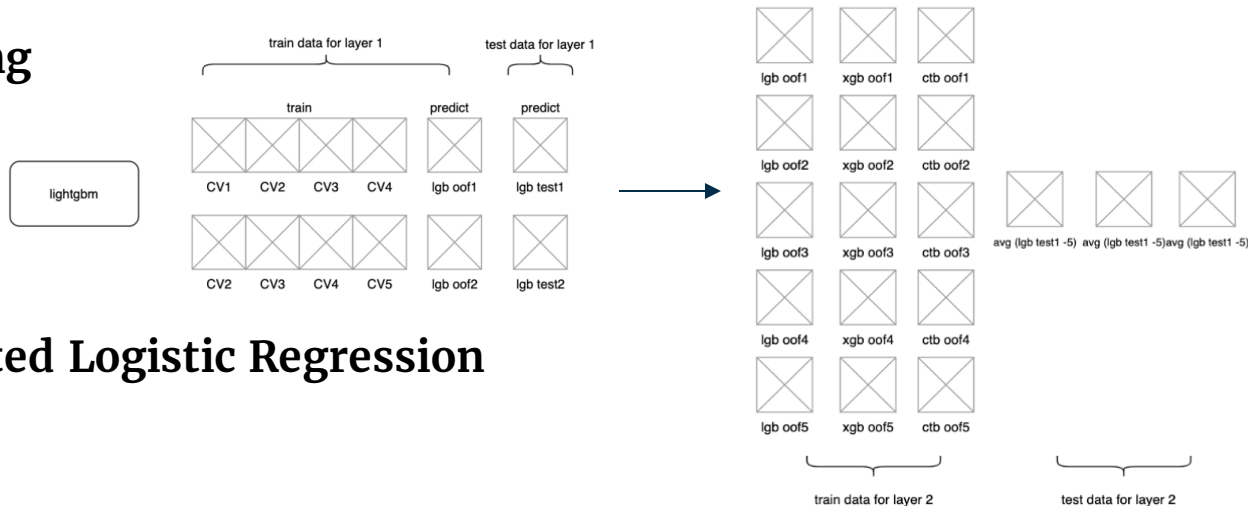 ng
train data for layer 1
test data for layer 1
train
predict
predict
lightgbm
CV1 CV2 CV3 CV4 lgb oof1 lgb test1
CV2 CV3 CV4 CV5 lgb oof2 lgb test2
ted Logistic Regression
lgb oof1 xgb oof1 ctb oof1
lgb oof2 xgb oof2 ctb oof2
lgb oof3 xgb oof3 ctb oof3
avg (lgb test1 -5) avg (lgb test1 -5) avg (lgb test1 -5)
lgb oof4 xgb oof4 ctb oof4
lgb oof5 xgb oof5 ctb oof5
train data for layer 2
test data for layer 2